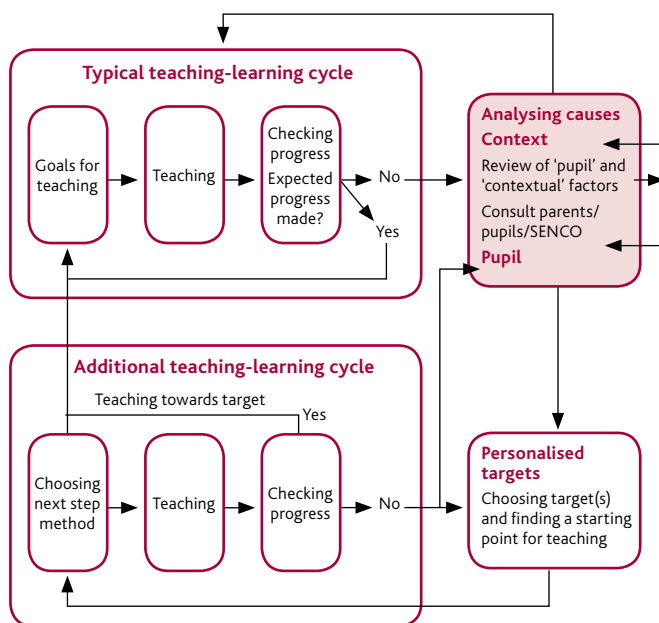 Typical teaching-learning cycle
Goals for
teaching
Teaching
Checking
progress
Expected
progress
made?
No
Yes
Analysing causes
Context
Review of ‘pupil’ and
‘contextual’ factors
Consult parents/
pupils/SENCO
Pupil
Additional teaching-learning cycle
Teaching towards target
Yes
Choosing
next step
method
Teaching
Checking
progress
No
Personalised
targets
Choosing target(s)
and finding a starting
point for teaching